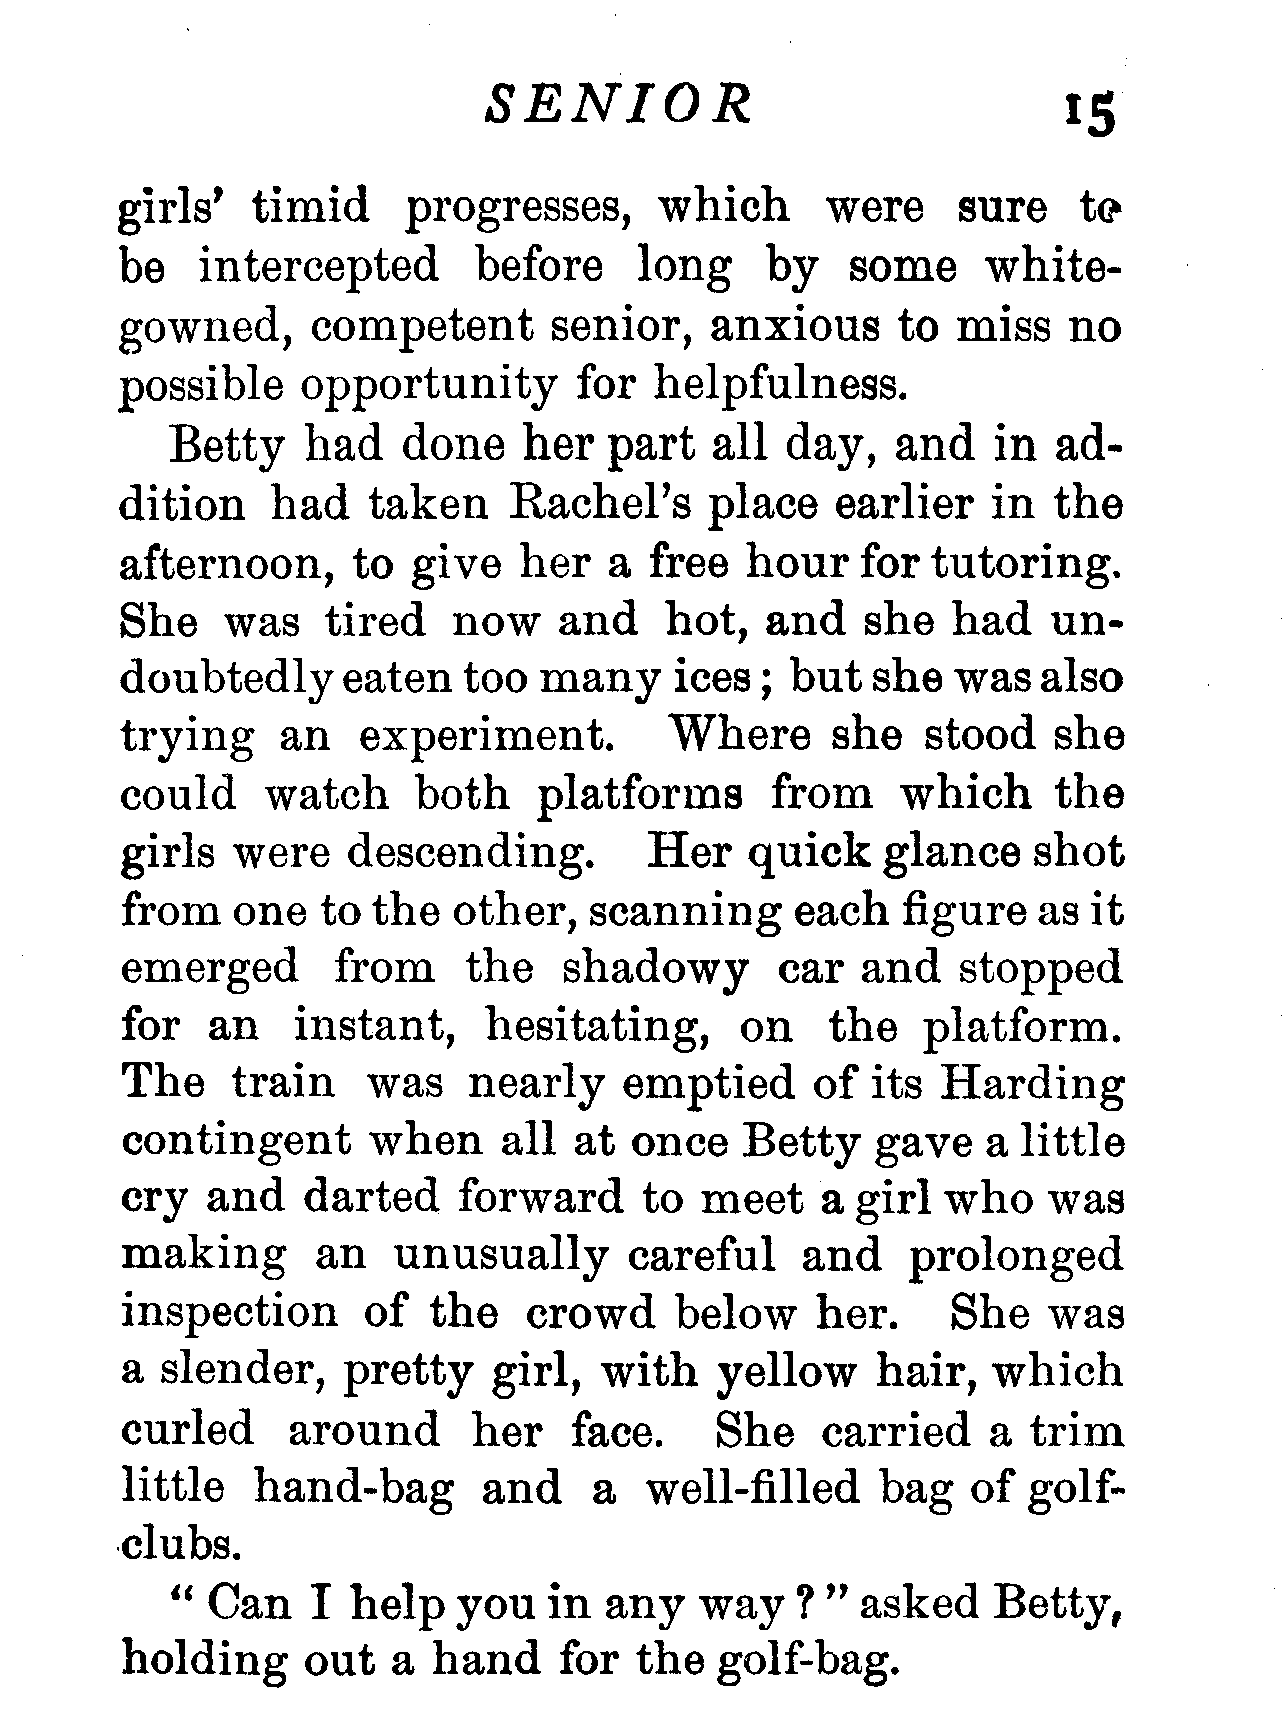 SENIOR 15
girls' timid progresses, which were sure to
be intercepted before long by some white-
gowned, competent senior, anxious to miss no
possible opportunity for helpfulness.
Betty had done her part all day, and in ad-
dition had taken Rachel's place earlier in the
afternoon, to give her a free hour for tutoring.
She was tired now and hot, and she had un-
doubtedly eaten too many ices; but she was also
trying an experiment. Where she stood she
could watch both platforms from which the
girls were descending. Her quick glance shot
from one to the other, scanning each figure as it
emerged from the shadowy car and stopped
for an instant, hesitating, on the platform.
The train was nearly emptied of its Harding
contingent when all at once Betty gave a little
cry and darted forward to meet a girl who was
making an unusually careful and prolonged
inspection of the crowd below her. She was
a slender, pretty girl, with yellow hair, which
curled around her face. She carried a trim
little hand-bag and a well-filled bag of golf-
clubs.
"Can I help you in any way?" asked Betty,
holding out a hand for the golf-bag.